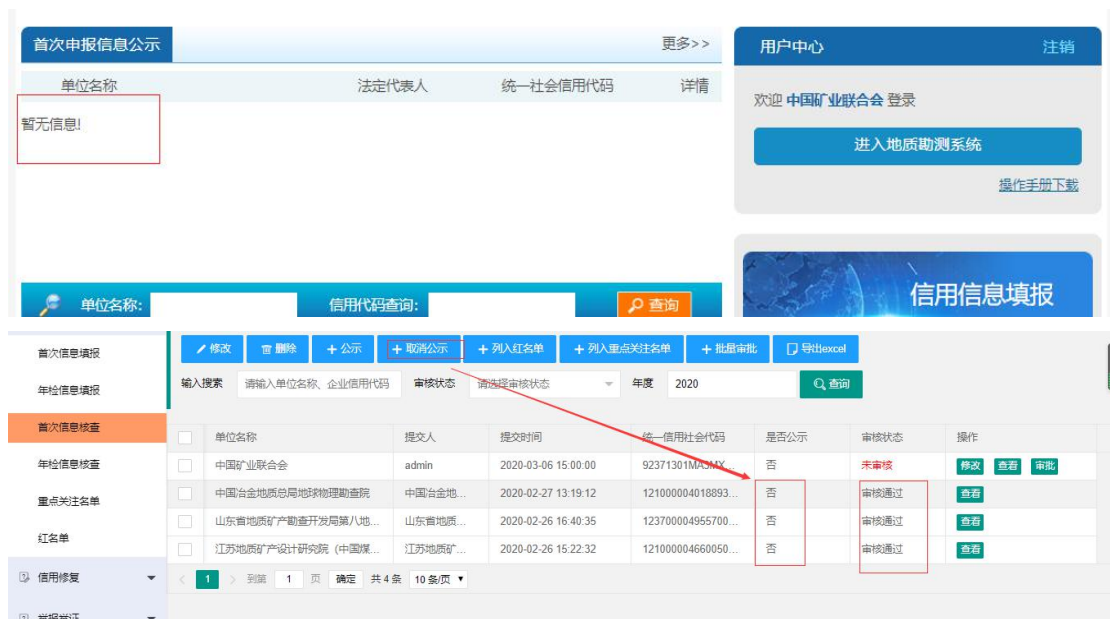 首次申报信息公示 更多>>
单位名称 法定代表人 统一社会信用代码 详情
暂无信息!
单位名称: 信用代码查询: 查询
用户中心 注销
欢迎 中国矿业联合会 登录
进入地质勘测系统
操作手册下载
信用信息填报
首次信息填报
年检信息填报
首次信息核查
年检信息核查
重点关注名单
红名单
信用修复
举报举证
修改 删除 + 公示 + 取消公示 + 列入红名单 + 列入重点关注名单 + 批量审批 导出excel
输入搜索 请输入单位名称、企业信用代码 审核状态 请选择审核状态 年度 2020 查询
单位名称 提交人 提交时间 统一信用社会代码 是否公示 审核状态 操作
中国矿业联合会 admin 2020-03-06 15:00:00 92371301MA3MX... 否 未审核 修改 查看 审批
中国冶金地质总局地球物理勘查院 中国冶金地... 2020-02-27 13:19:12 121000004018893... 否 审核通过 查看
山东省地质矿产勘查开发局第八地... 山东省地质... 2020-02-26 16:40:35 123700004955700... 否 审核通过 查看
江苏地质矿产设计研究院（中国煤... 江苏地质矿... 2020-02-26 15:22:32 121000004660050... 否 审核通过 查看
< 1 > 到第 1 页 确定 共 4 条 10 条/页